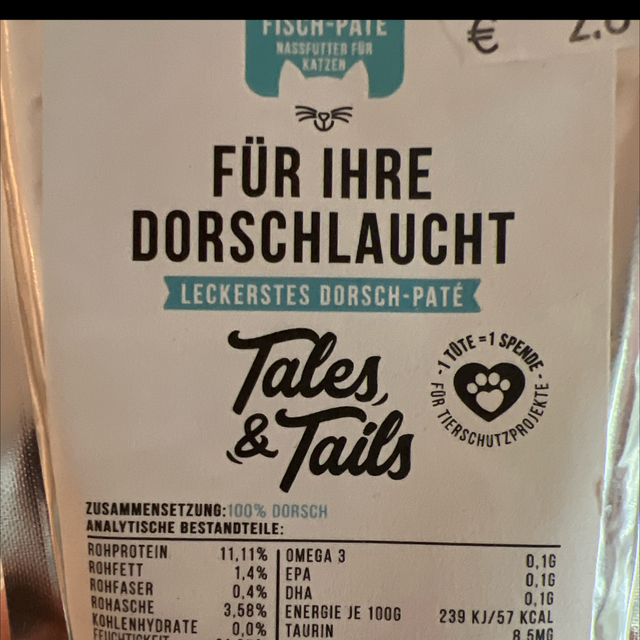 FISCH-PATÉ
NASSFUTTER FÜR
KATZEN
€
FÜR IHRE
DORSCHLAUCHT
LECKERSTES DORSCH-PATÉ
Tales
& Tails
- 1 TÜTE = 1 SPENDE -
FÜR TIERSCHUTZPROJEKTE
ZUSAMMENSETZUNG: 100% DORSCH
ANALYTISCHE BESTANDTEILE:
ROHPROTEIN 11,11%
ROHFETT 1,4%
ROHFASER 0,4%
ROHASCHE 3,58%
KOHLENHYDRATE 0,0%
FEUCHTIGKEIT
OMEGA 3 0,1G
EPA 0,1G
DHA 0,1G
ENERGIE JE 100G 239 KJ/57 KCAL
TAURIN